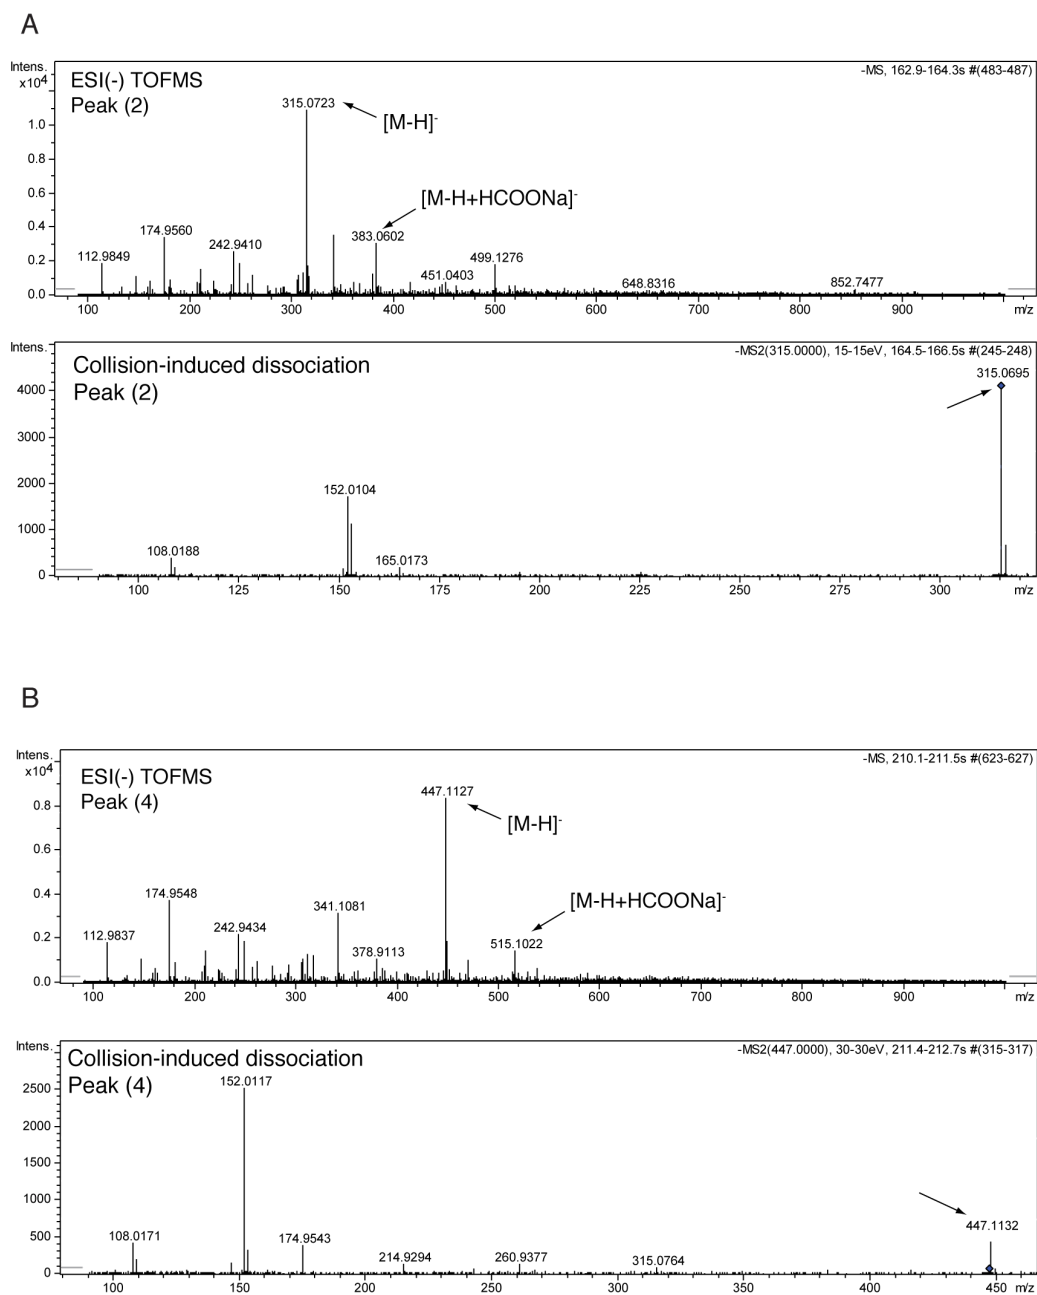 A
Intens.
x10⁴
ESI(-) TOFMS
Peak (2)
-MS, 162.9-164.3s #(483-487)
315.0723
[M-H]⁻
[M-H+HCOONa]⁻
1.0
0.8
0.6
0.4
0.2
0.0
112.9849
174.9560
242.9410
383.0602
451.0403
499.1276
648.8316
852.7477
100 200 300 400 500 600 700 800 900 m/z
Intens.
Collision-induced dissociation
Peak (2)
-MS2(315.0000), 15-15eV, 164.5-166.5s #(245-248)
315.0695
4000
3000
2000
1000
0
108.0188
152.0104
165.0173
100 125 150 175 200 225 250 275 300 m/z
B
Intens.
x10⁴
ESI(-) TOFMS
Peak (4)
-MS, 210.1-211.5s #(623-627)
447.1127
[M-H]⁻
[M-H+HCOONa]⁻
0.8
0.6
0.4
0.2
0.0
112.9837
174.9548
242.9434
341.1081
378.9113
515.1022
100 200 300 400 500 600 700 800 900 m/z
Intens.
Collision-induced dissociation
Peak (4)
-MS2(447.0000), 30-30eV, 211.4-212.7s #(315-317)
152.0117
447.1132
2500
2000
1500
1000
500
0
108.0171
174.9543
214.9294
260.9377
315.0764
100 150 200 250 300 350 400 450 m/z